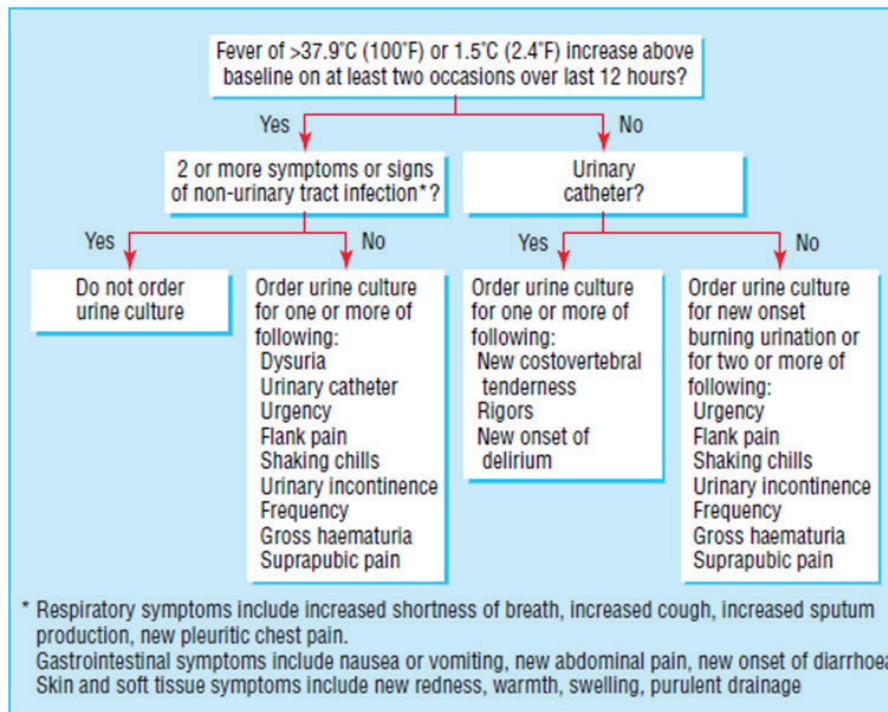 Fever of >37.9°C (100°F) or 1.5°C (2.4°F) increase above
baseline on at least two occasions over last 12 hours?
Yes
No
2 or more symptoms or signs
of non-urinary tract infection*?
Urinary
catheter?
Yes
No
Yes
No
Do not order
urine culture
Order urine culture
for one or more of
following:
Dysuria
Urinary catheter
Urgency
Flank pain
Shaking chills
Urinary incontinence
Frequency
Gross haematuria
Suprapubic pain
Order urine culture
for one or more of
following:
New costovertebral
tenderness
Rigors
New onset of
delirium
Order urine culture
for new onset
burning urination or
for two or more of
following:
Urgency
Flank pain
Shaking chills
Urinary incontinence
Frequency
Gross haematuria
Suprapubic pain
* Respiratory symptoms include increased shortness of breath, increased cough, increased sputum
production, new pleuritic chest pain.
Gastrointestinal symptoms include nausea or vomiting, new abdominal pain, new onset of diarrhoea
Skin and soft tissue symptoms include new redness, warmth, swelling, purulent drainage